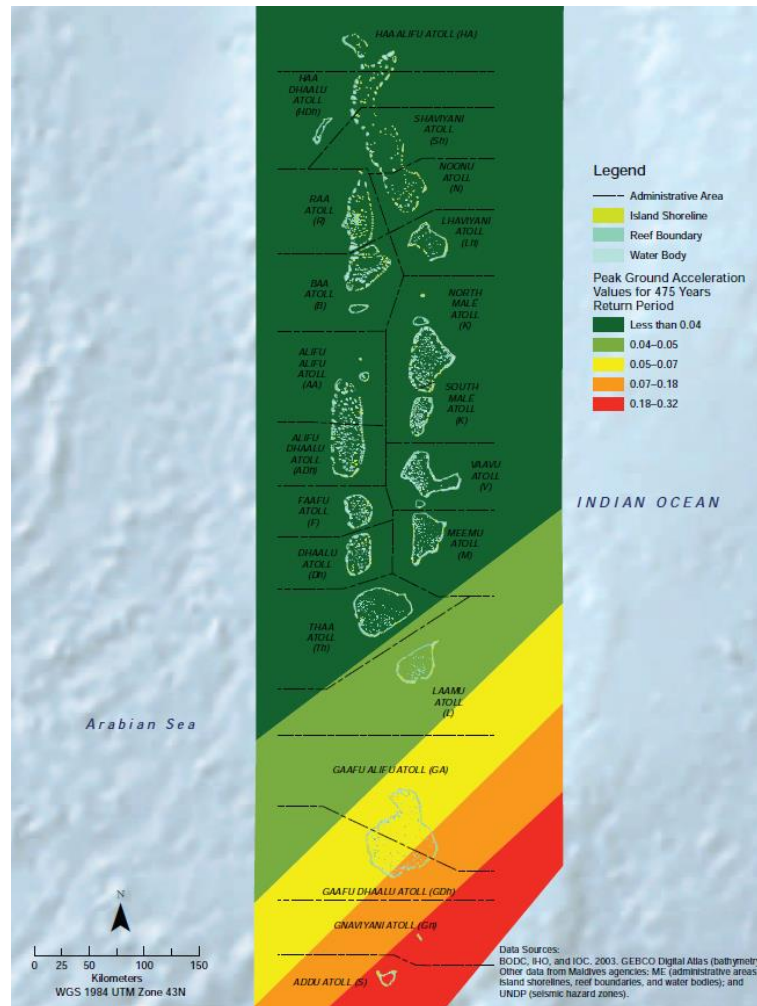 HAA ALIFU ATOLL (HA)
HAA
DHAALU
ATOLL
(HDh)
SHAVIYANI
ATOLL
(Sh)
NOONU
ATOLL
(N)
RAA
ATOLL
(R)
LHAVIYANI
ATOLL
(Lh)
BAA
ATOLL
(B)
NORTH
MALE
ATOLL
(K)
ALIFU
ALIFU
ATOLL
(AA)
SOUTH
MALE
ATOLL
(K)
ALIFU
DHAALU
ATOLL
(ADh)
VAAVU
ATOLL
(V)
FAAFU
ATOLL
(F)
MEEMU
ATOLL
(M)
DHAALU
ATOLL
(Dh)
THAA
ATOLL
(Th)
LAAMU
ATOLL
(L)
GAAFU ALIFU ATOLL (GA)
GAAFU DHAALU ATOLL (GDh)
GNAVIYANI ATOLL (Gn)
ADDU ATOLL (S)
Legend
Administrative Area
Island Shoreline
Reef Boundary
Water Body
Peak Ground Acceleration
Values for 475 Years
Return Period
Less than 0.04
0.04–0.05
0.05–0.07
0.07–0.18
0.18–0.32
INDIAN OCEAN
Arabian Sea
N
0 25 50 100 150
Kilometers
WGS 1984 UTM Zone 43N
Data Sources:
BODC, IHO, and IOC. 2003. GEBCO Digital Atlas (bathymetry
Other data from Maldives agencies: ME (administrative areas
island shorelines, reef boundaries, and water bodies); and
UNDP (seismic hazard zones).